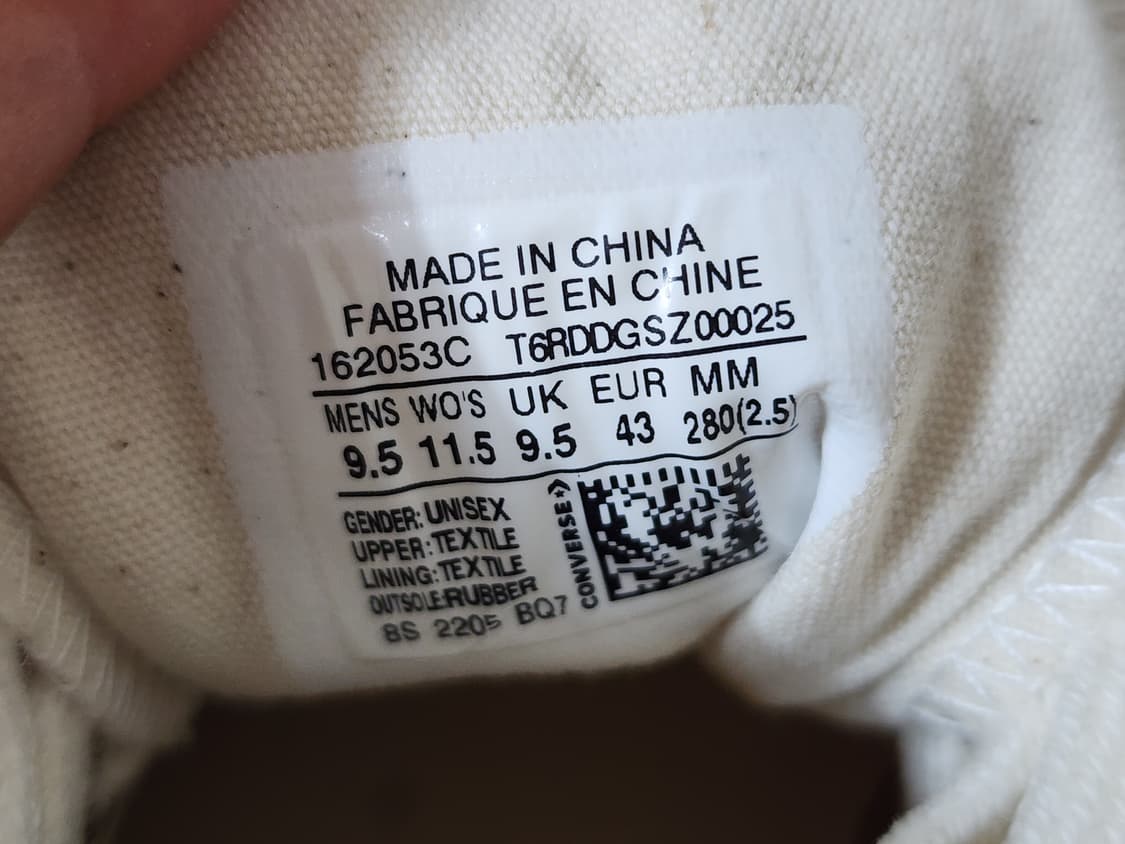 MADE IN CHINA
FABRIQUE EN CHINE
162053C T6RDDGSZ00025
MENS WO'S UK EUR MM
9.5 11.5 9.5 43 280(2.5)
GENDER: UNISEX
UPPER: TEXTILE
LINING: TEXTILE
OUTSOLE:RUBBER
8S 2205 BQ7
CONVERSE